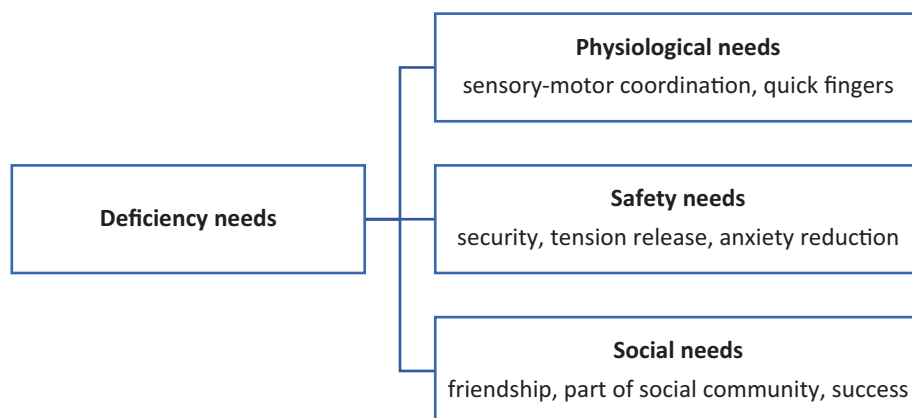 Physiological needs
sensory-motor coordination, quick fingers
Deficiency needs
Safety needs
security, tension release, anxiety reduction
Social needs
friendship, part of social community, success